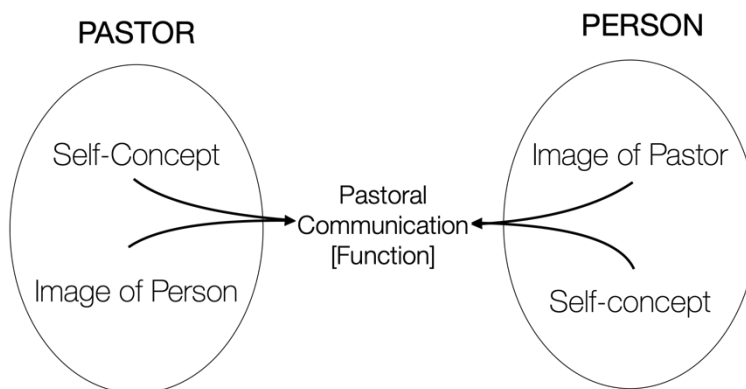 PASTOR
Self-Concept
Image of Person
Pastoral
Communication
[Function]
PERSON
Image of Pastor
Self-concept